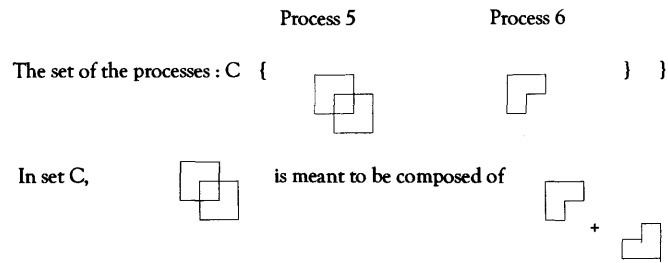 Process 5 Process 6
The set of the processes : C { } }
In set C, is meant to be composed of
+